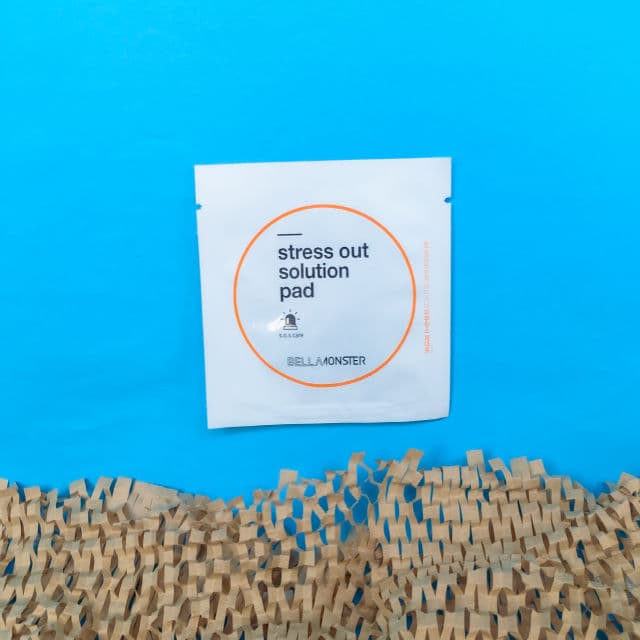 stress out
solution
pad
S.O.S care
BELLAMONSTER